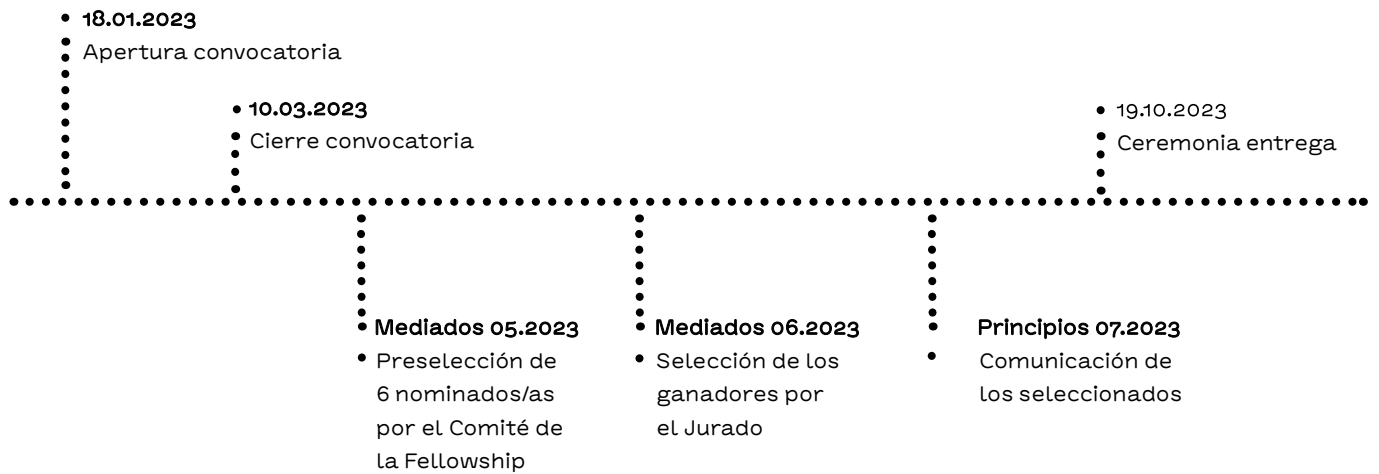 18.01.2023
Apertura convocatoria
10.03.2023
Cierre convocatoria
19.10.2023
Ceremonia entrega
Mediados 05.2023
Preselección de
6 nominados/as
por el Comité de
la Fellowship
Mediados 06.2023
Selección de los
ganadores por
el Jurado
Principios 07.2023
Comunicación de
los seleccionados